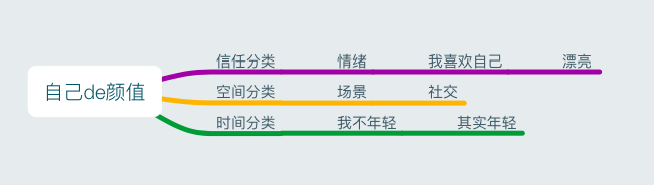 自己de颜值
信任分类 情绪 我喜欢自己 漂亮
空间分类 场景 社交
时间分类 我不年轻 其实年轻